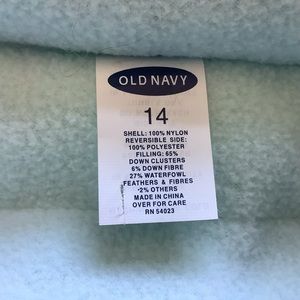 OLD NAVY
14
SHELL: 100% NYLON
REVERSIBLE SIDE:
100% POLYESTER
FILLING: 65%
DOWN CLUSTERS
6% DOWN FIBRE
27% WATERFOWL
FEATHERS & FIBRES
*2% OTHERS
MADE IN CHINA
OVER FOR CARE
RN 54023